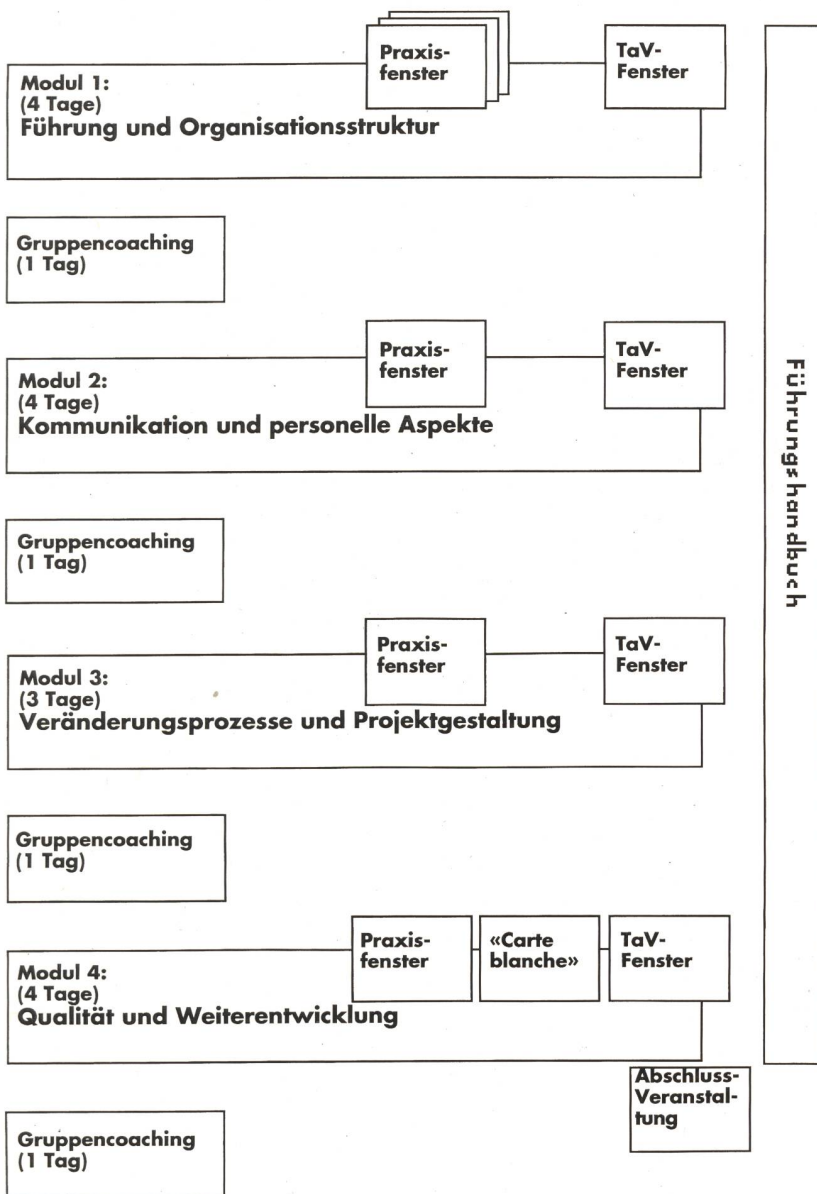 Praxis-
fenster
TaV-
Fenster
Modul 1:
(4 Tage)
Führung und Organisationsstruktur
Gruppencoaching
(1 Tag)
Praxis-
fenster
TaV-
Fenster
Modul 2:
(4 Tage)
Kommunikation und personelle Aspekte
Gruppencoaching
(1 Tag)
Praxis-
fenster
TaV-
Fenster
Modul 3:
(3 Tage)
Veränderungsprozesse und Projektgestaltung
Gruppencoaching
(1 Tag)
Praxis-
fenster
«Carte
blanche»
TaV-
Fenster
Modul 4:
(4 Tage)
Qualität und Weiterentwicklung
Abschluss-
Veranstal-
tung
Gruppencoaching
(1 Tag)
Führungshandbuch